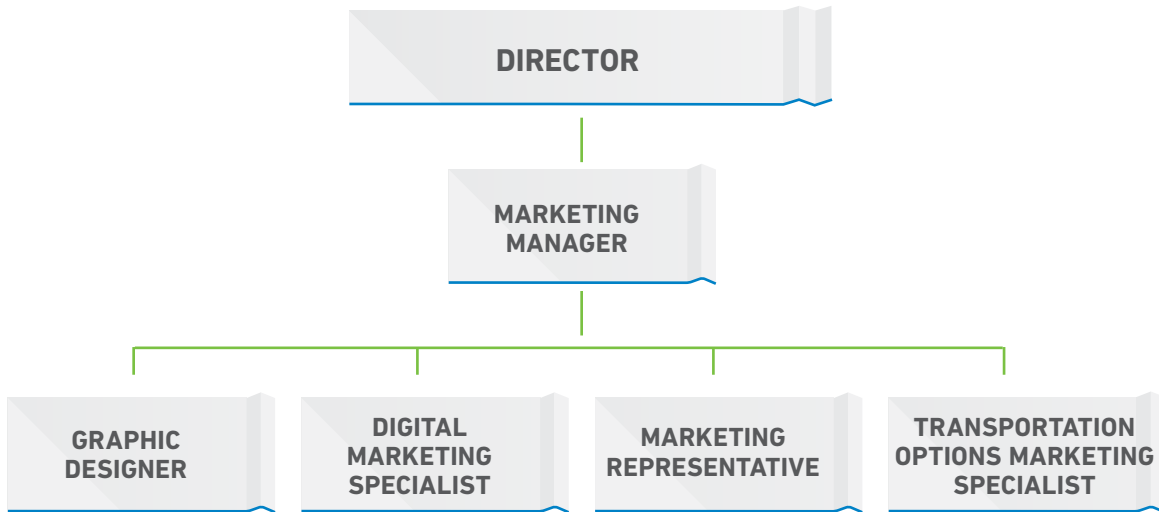 DIRECTOR
MARKETING
MANAGER
GRAPHIC
DESIGNER
DIGITAL
MARKETING
SPECIALIST
MARKETING
REPRESENTATIVE
TRANSPORTATION
OPTIONS MARKETING
SPECIALIST